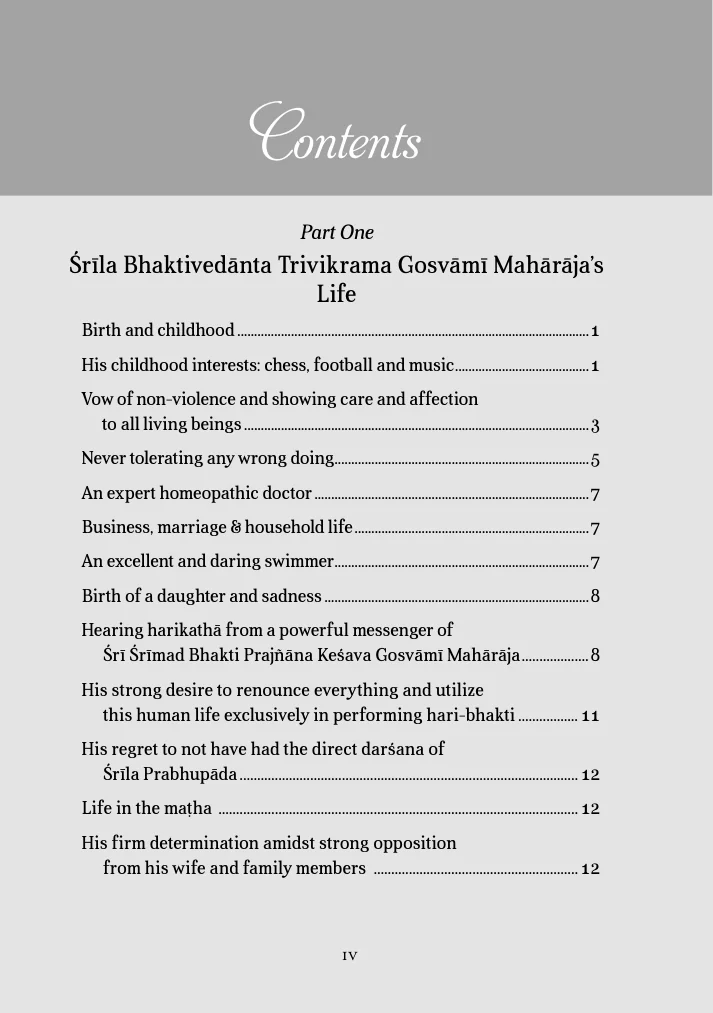 Contents
Part One
Śrīla Bhaktivedānta Trivikrama Gosvāmī Mahārāja’s
Life
Birth and childhood ........................................................................................................... 1
His childhood interests: chess, football and music........................................ 1
Vow of non-violence and showing care and affection
to all living beings ........................................................................................................ 3
Never tolerating any wrong doing............................................................................. 5
An expert homeopathic doctor ................................................................................... 7
Business, marriage & household life....................................................................... 7
An excellent and daring swimmer............................................................................. 7
Birth of a daughter and sadness ................................................................................ 8
Hearing harikathā from a powerful messenger of
Śrī Śrīmad Bhakti Prajñāna Keśava Gosvāmī Mahārāja.................... 8
His strong desire to renounce everything and utilize
this human life exclusively in performing hari-bhakti ................. 11
His regret to not have had the direct darśana of
Śrīla Prabhupāda ................................................................................................ 12
Life in the maṭha ...................................................................................................... 12
His firm determination amidst strong opposition
from his wife and family members .......................................................... 12
IV